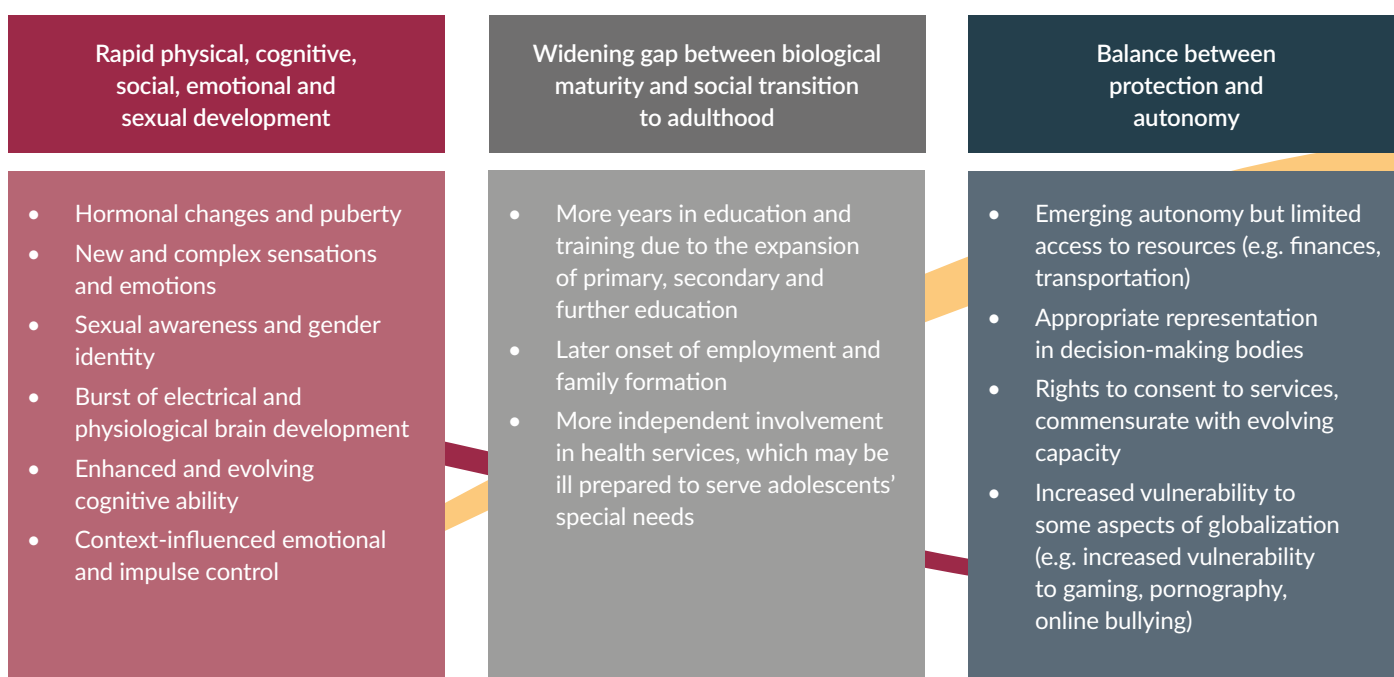 Rapid physical, cognitive,
social, emotional and
sexual development
• Hormonal changes and puberty
• New and complex sensations
and emotions
• Sexual awareness and gender
identity
• Burst of electrical and
physiological brain development
• Enhanced and evolving
cognitive ability
• Context-influenced emotional
and impulse control
Widening gap between biological
maturity and social transition
to adulthood
• More years in education and
training due to the expansion
of primary, secondary and
further education
• Later onset of employment and
family formation
• More independent involvement
in health services, which may be
ill prepared to serve adolescents’
special needs
Balance between
protection and
autonomy
• Emerging autonomy but limited
access to resources (e.g. finances,
transportation)
• Appropriate representation
in decision-making bodies
• Rights to consent to services,
commensurate with evolving
capacity
• Increased vulnerability to
some aspects of globalization
(e.g. increased vulnerability
to gaming, pornography,
online bullying)